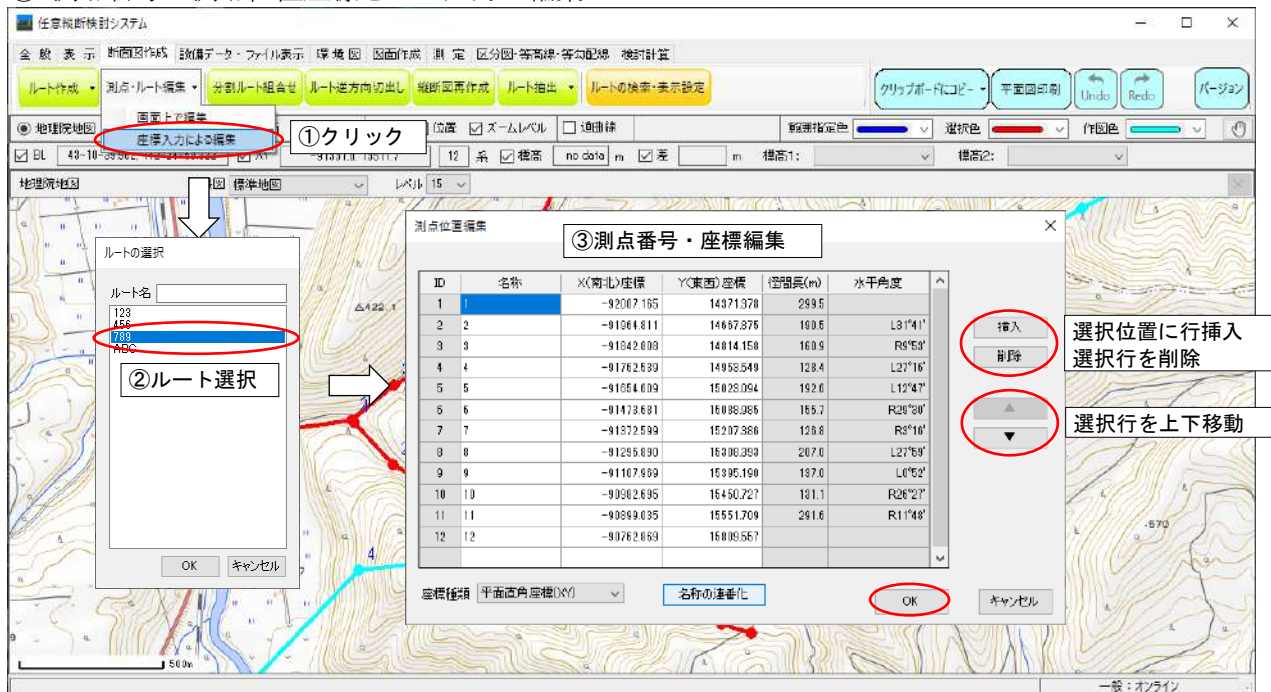 任意縦断検討システム
全 般 表 示 断面図作成 設備データ・ファイル表示 環 境 図 図面作成 測 定 区分図・等高線・等勾配線 検討計算
ルート作成 測点・ルート編集 分割ルート組合せ ルート逆方向切出し 縦断図再作成 ルート抽出 ルートの検索・表示設定 クリップボードにコピー 平面図印刷 Undo Redo バージョン
画面上で編集
座標入力による編集
①クリック
地理院地図 位置 ズームレベル 道曲線 範囲指定色 選択色 作図色
BL 12 系 標高 no data m 差 m 標高1: 標高2:
地理院地図 標準地図 レベル 15
ルートの選択
ルート名
123
456
789
ABC
②ルート選択
OK キャンセル
測点位置編集
③測点番号・座標編集
ID 名称 X(南北)座標 Y(東西)座標 径間長(m) 水平角度
1 1 -92007.165 14371.978 299.5
2 2 -91964.811 14667.875 190.5 L31°41'
3 3 -91842.808 14814.158 160.9 R9°53'
4 4 -91762.589 14953.549 128.4 L27°16'
5 5 -91654.609 15023.094 192.6 L12°47'
6 6 -91473.681 15088.985 155.7 R20°30'
7 7 -91372.599 15207.386 126.8 R3°16'
8 8 -91295.890 15308.393 207.0 L27°59'
9 9 -91107.969 15395.190 137.0 L0°52'
10 10 -90982.695 15450.727 131.1 R26°27'
11 11 -90899.035 15551.709 291.6 R11°48'
12 12 -90762.869 15809.557
挿入
削除
選択位置に行挿入
選択行を削除
▲
▼
選択行を上下移動
座標種類 平面直角座標(XY) 名称の連番化 OK キャンセル
△422.1
4
･570
500m
一般:オンライン